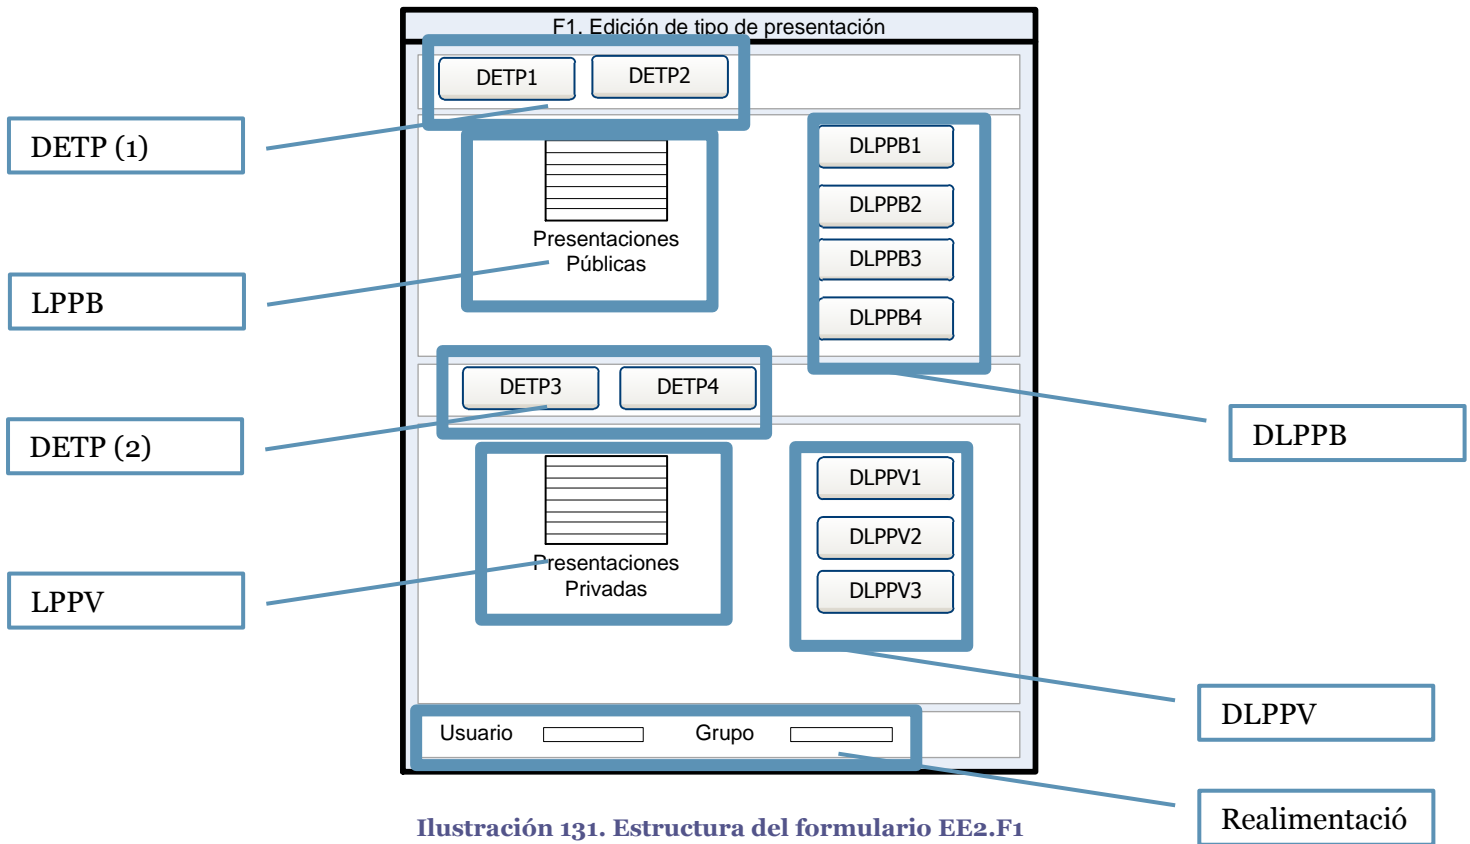 F1. Edición de tipo de presentación
DETP1
DETP2
DETP (1)
DLPPB1
DLPPB2
Presentaciones
Públicas
DLPPB3
LPPB
DLPPB4
DETP3
DETP4
DETP (2)
DLPPB
DLPPV1
DLPPV2
Presentaciones
Privadas
DLPPV3
LPPV
DLPPV
Usuario
Grupo
Realimentació
Ilustración 131. Estructura del formulario EE2.F1